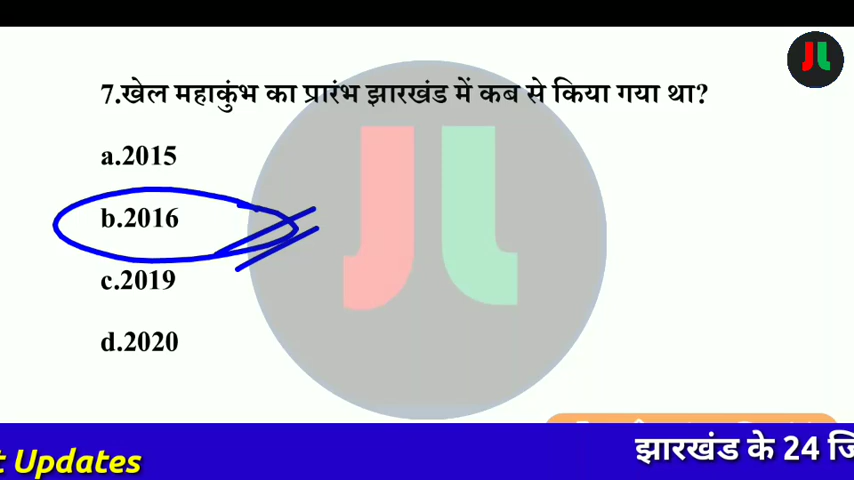 7.खेल महाकुंभ का प्रारंभ झारखंड में कब से किया गया था?
a.2015
b.2016
c.2019
d.2020
t Updates
झारखंड के 24 जि